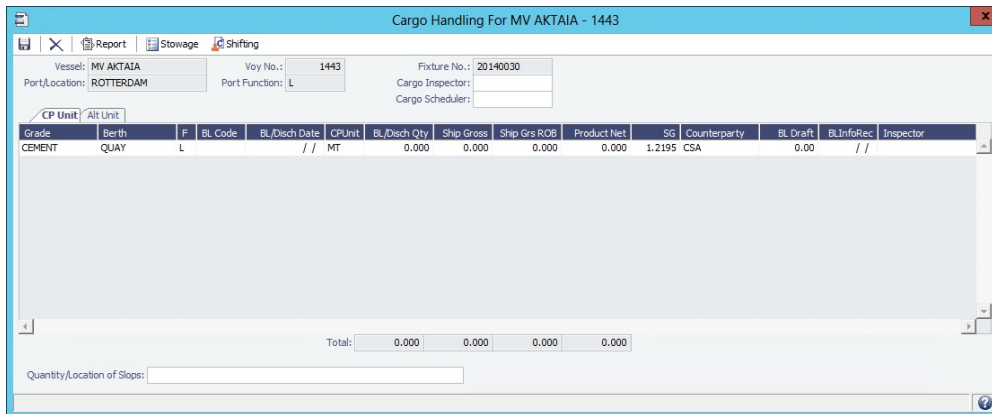 Cargo Handling For MV AKTAIA - 1443
x
Report Stowage Shifting
Vessel: MV AKTAIA Voy No.: 1443 Fixture No.: 20140030
Port/Location: ROTTERDAM Port Function: L Cargo Inspector:
Cargo Scheduler:
CP Unit Alt Unit
Grade Berth F BL Code BL/Disch Date CPUnit BL/Disch Qty Ship Gross Ship Grs ROB Product Net SG Counterparty BL Draft BLInfoRec Inspector
CEMENT QUAY L / / MT 0.000 0.000 0.000 0.000 1.2195 CSA 0.00 / /
Total: 0.000 0.000 0.000 0.000
Quantity/Location of Slops:
?